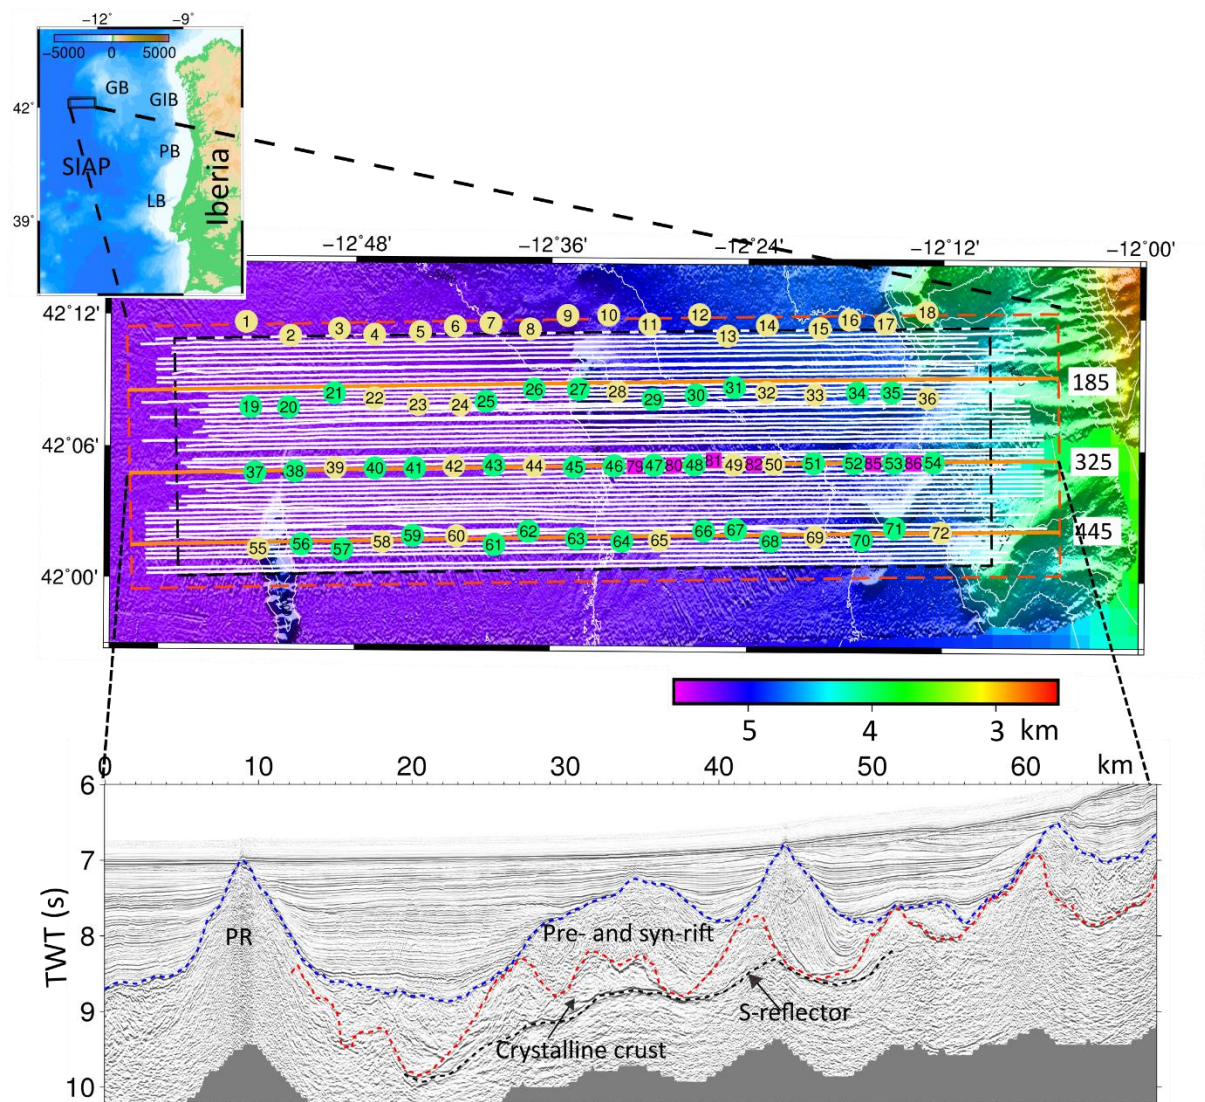 −12° −9°
−5000 0 5000
GB
GIB
42°
PB
SIAP
LB
Iberia
39°
−12°48' −12°36' −12°24' −12°12' −12°00'
42°12'
1 2 3 4 5 6 7 8 9 10 11 12 13 14 15 16 17 18
185
19 20 21 22 23 24 25 26 27 28 29 30 31 32 33 34 35 36
42°06'
325
37 38 39 40 41 42 43 44 45 46 79 47 80 48 81 49 82 50 51 52 85 53 86 54
445
55 56 57 58 59 60 61 62 63 64 65 66 67 68 69 70 71 72
42°00'
5 4 3 km
0 10 20 30 40 50 60 km
6
7
8
9
10
TWT (s)
PR
Pre- and syn-rift
S-reflector
Crystalline crust